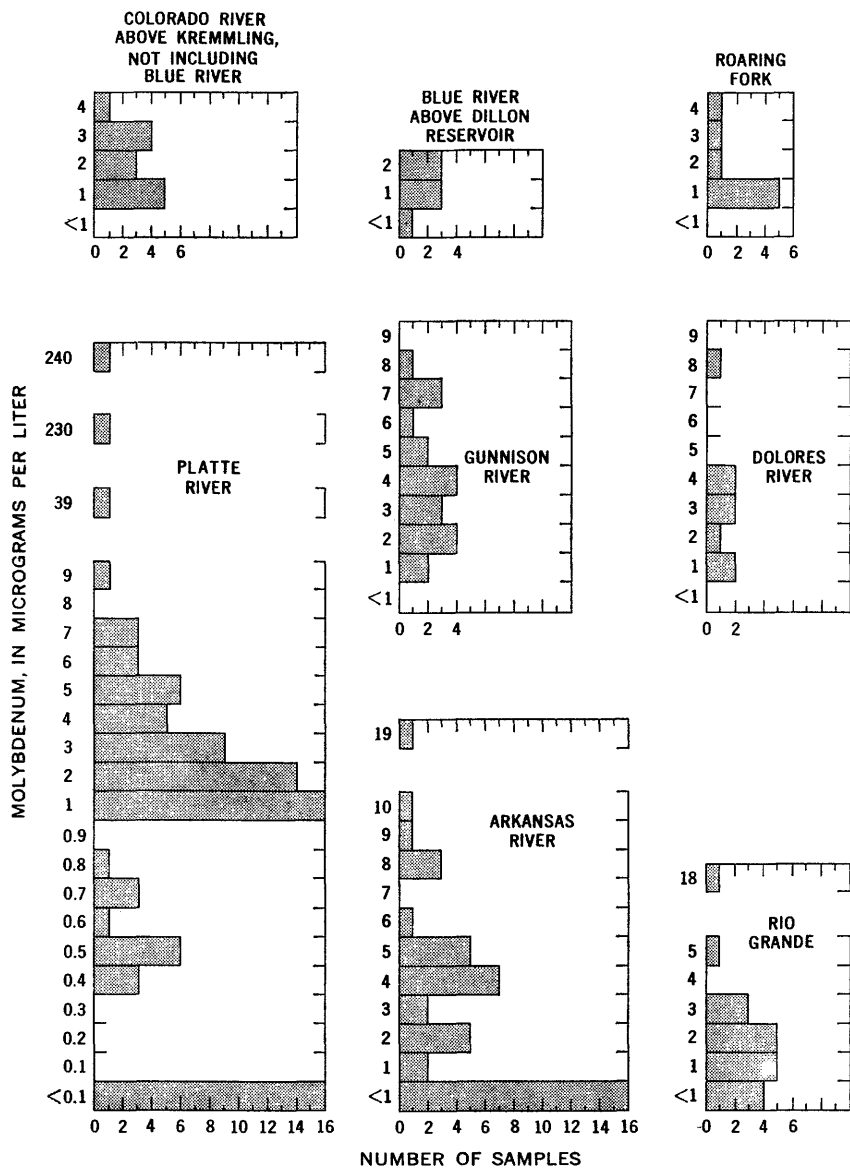 COLORADO RIVER
ABOVE KREMMLING,
NOT INCLUDING
BLUE RIVER
4
3
2
1
<1
0 2 4 6
BLUE RIVER
ABOVE DILLON
RESERVOIR
2
1
<1
0 2 4
ROARING
FORK
4
3
2
1
<1
0 2 4 6
MOLYBDENUM, IN MICROGRAMS PER LITER
240
230
39
9
8
7
6
5
4
3
2
1
0.9
0.8
0.7
0.6
0.5
0.4
0.3
0.2
0.1
<0.1
PLATTE
RIVER
0 2 4 6 8 10 12 14 16
9
8
7
6
5
4
3
2
1
<1
GUNNISON
RIVER
0 2 4
9
8
7
6
5
4
3
2
1
<1
DOLORES
RIVER
0 2
19
10
9
8
7
6
5
4
3
2
1
<1
ARKANSAS
RIVER
0 2 4 6 8 10 12 14 16
18
5
4
3
2
1
<1
RIO
GRANDE
-0 2 4 6 8
NUMBER OF SAMPLES